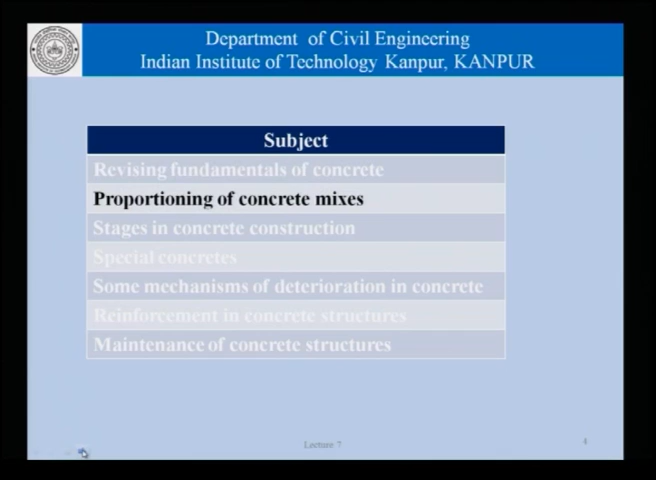 Department of Civil Engineering
Indian Institute of Technology Kanpur, KANPUR
Subject
Revising fundamentals of concrete
Proportioning of concrete mixes
Stages in concrete construction
Special concretes
Some mechanisms of deterioration in concrete
Reinforcement in concrete structures
Maintenance of concrete structures
Lecture 7
4